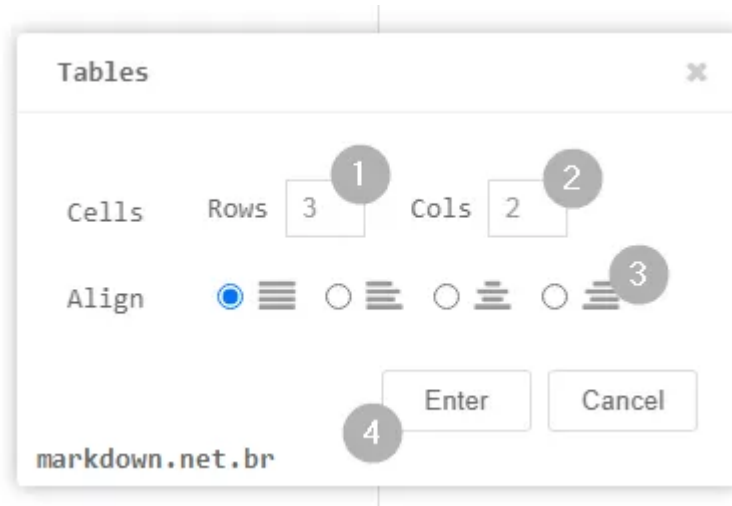 Tables
1
2
Cells Rows 3 Cols 2
3
Align
Enter Cancel
4
markdown.net.br